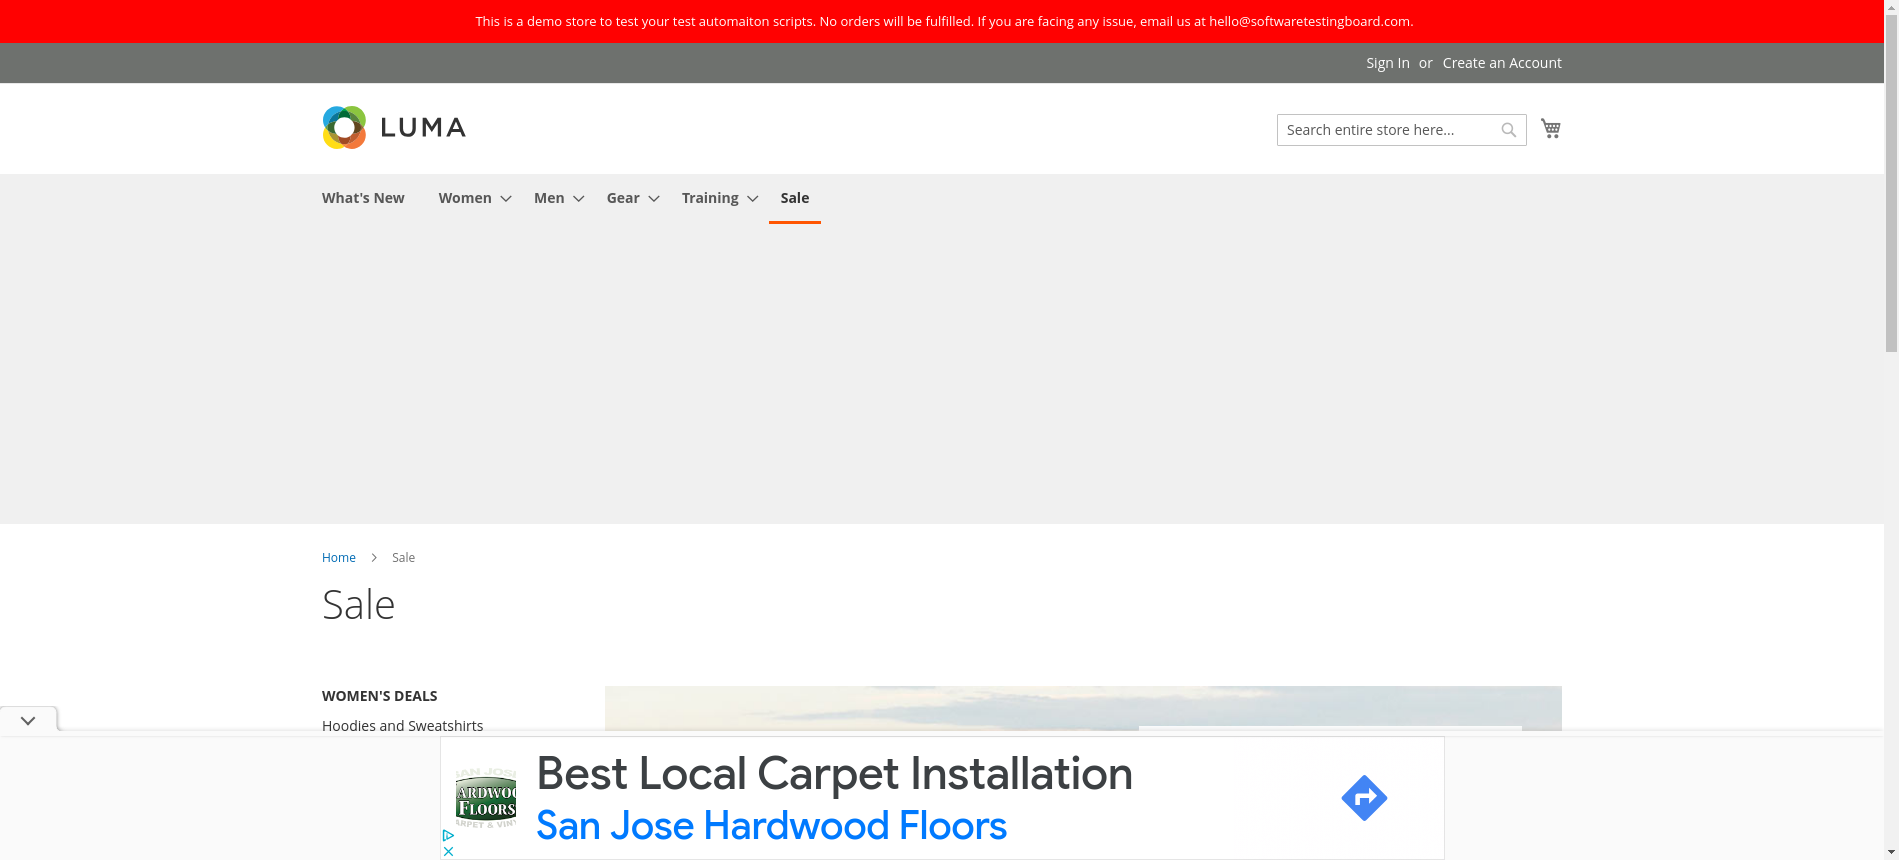 This is a demo store to test your test automaiton scripts. No orders will be fulfilled. If you are facing any issue, email us at hello@softwaretestingboard.com.
Sign In or Create an Account
LUMA
Search entire store here...
What's New Women Men Gear Training Sale
Home Sale
Sale
WOMEN'S DEALS
Hoodies and Sweatshirts
Best Local Carpet Installation
San Jose Hardwood Floors
FLOORS